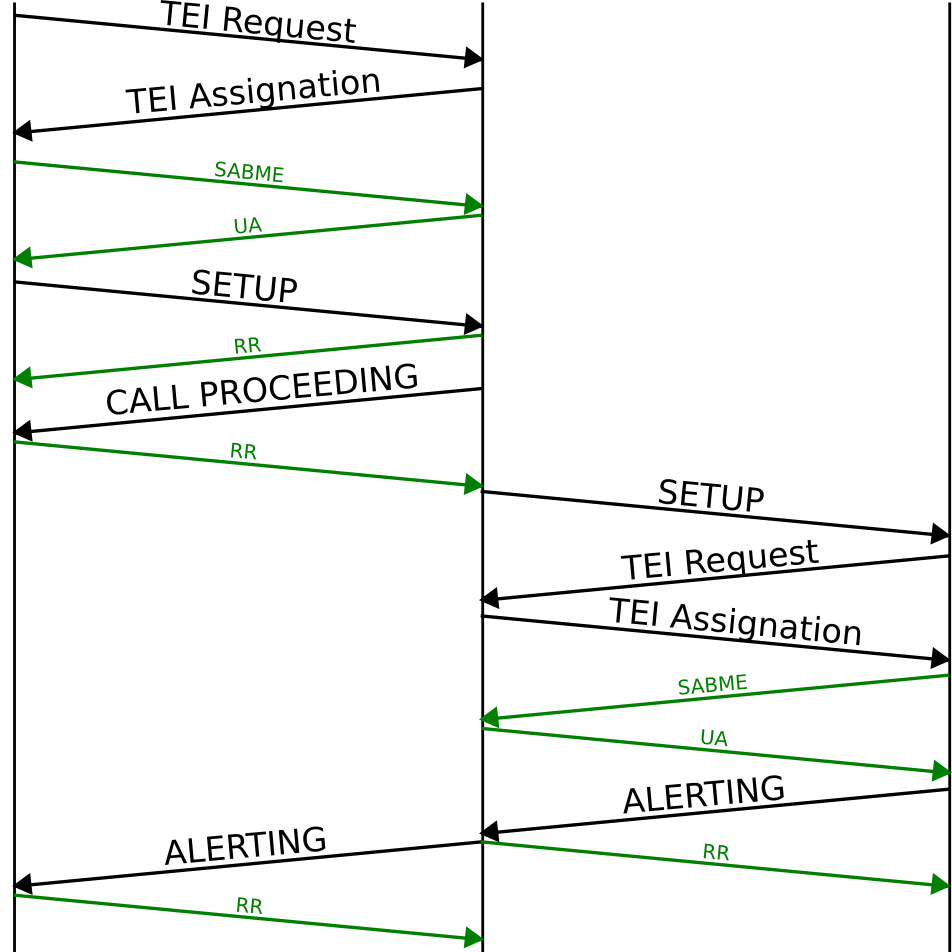 TEI Request
TEI Assignation
SABME
UA
SETUP
RR
CALL PROCEEDING
RR
SETUP
TEI Request
TEI Assignation
SABME
UA
ALERTING
ALERTING
RR
RR